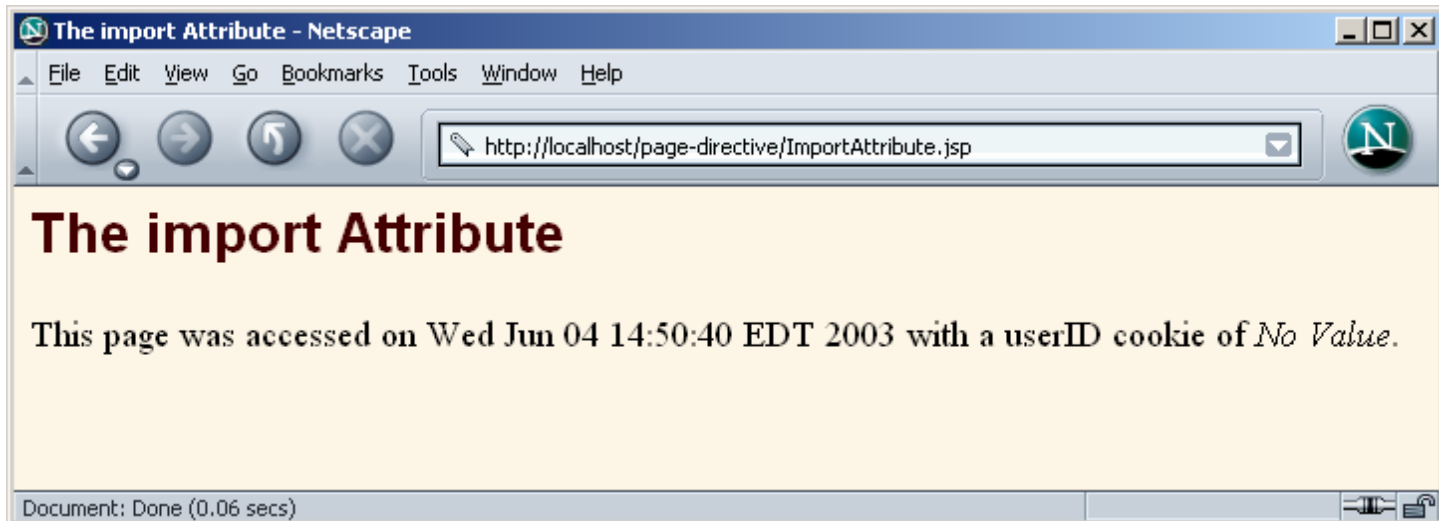 The import Attribute - Netscape
File Edit View Go Bookmarks Tools Window Help
http://localhost/page-directive/ImportAttribute.jsp
N
The import Attribute
This page was accessed on Wed Jun 04 14:50:40 EDT 2003 with a userID cookie of No Value.
Document: Done (0.06 secs)